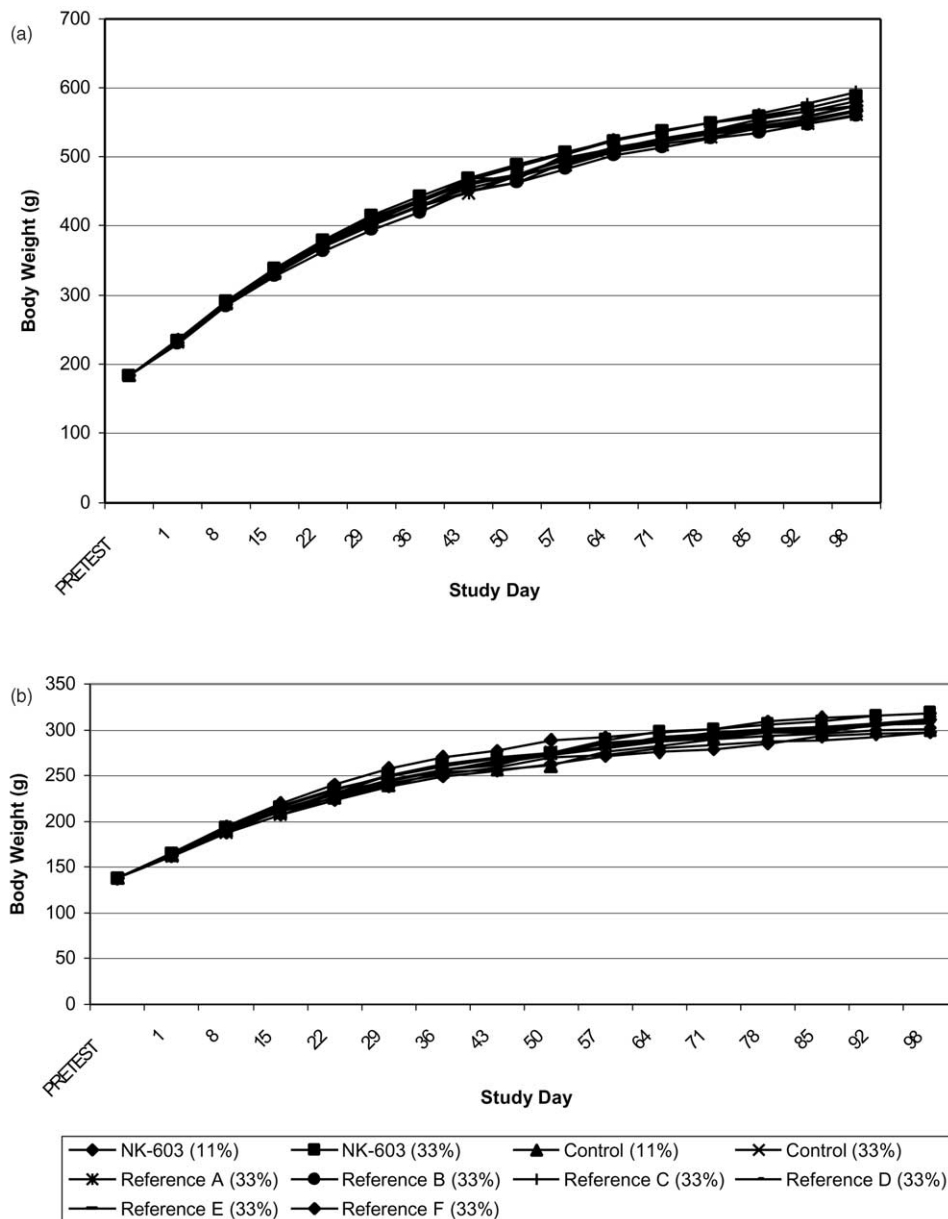 (a)
700
600
500
400
300
200
100
0
Body Weight (g)
PRETEST 1 8 15 22 29 36 43 50 57 64 71 78 85 92 98
Study Day
(b)
350
300
250
200
150
100
50
0
Body Weight (g)
PRETEST 1 8 15 22 29 36 43 50 57 64 71 78 85 92 98
Study Day
NK-603 (11%) NK-603 (33%) Control (11%) Control (33%)
Reference A (33%) Reference B (33%) Reference C (33%) Reference D (33%)
Reference E (33%) Reference F (33%)